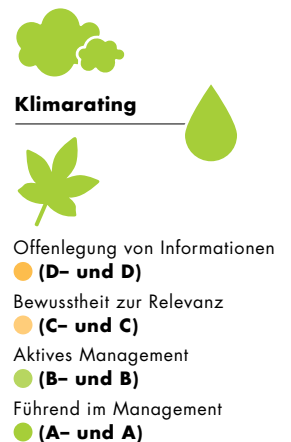 Klimarating
Offenlegung von Informationen
(D– und D)
Bewusstheit zur Relevanz
(C– und C)
Aktives Management
(B– und B)
Führend im Management
(A– und A)